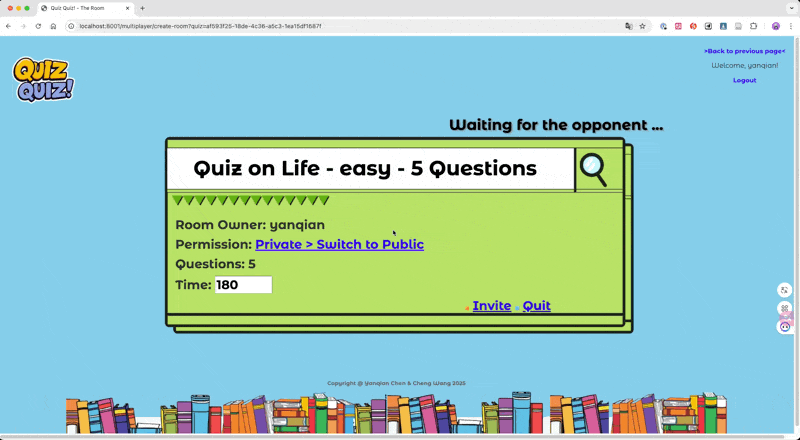 Quiz Quiz! - The Room
localhost:6001/multiplayer/create-room?quiz=af593f25-18de-4c36-a5c3-1ea15df1687f
>Back to previous page<
Welcome, yanqian!
Logout
QUIZ
QUIZ!
Waiting for the opponent ...
Quiz on Life - easy - 5 Questions
Room Owner: yanqian
Permission: Private > Switch to Public
Questions: 5
Time: 180
Invite Quit
Copyright @ Yanqian Chen & Cheng Wang 2025